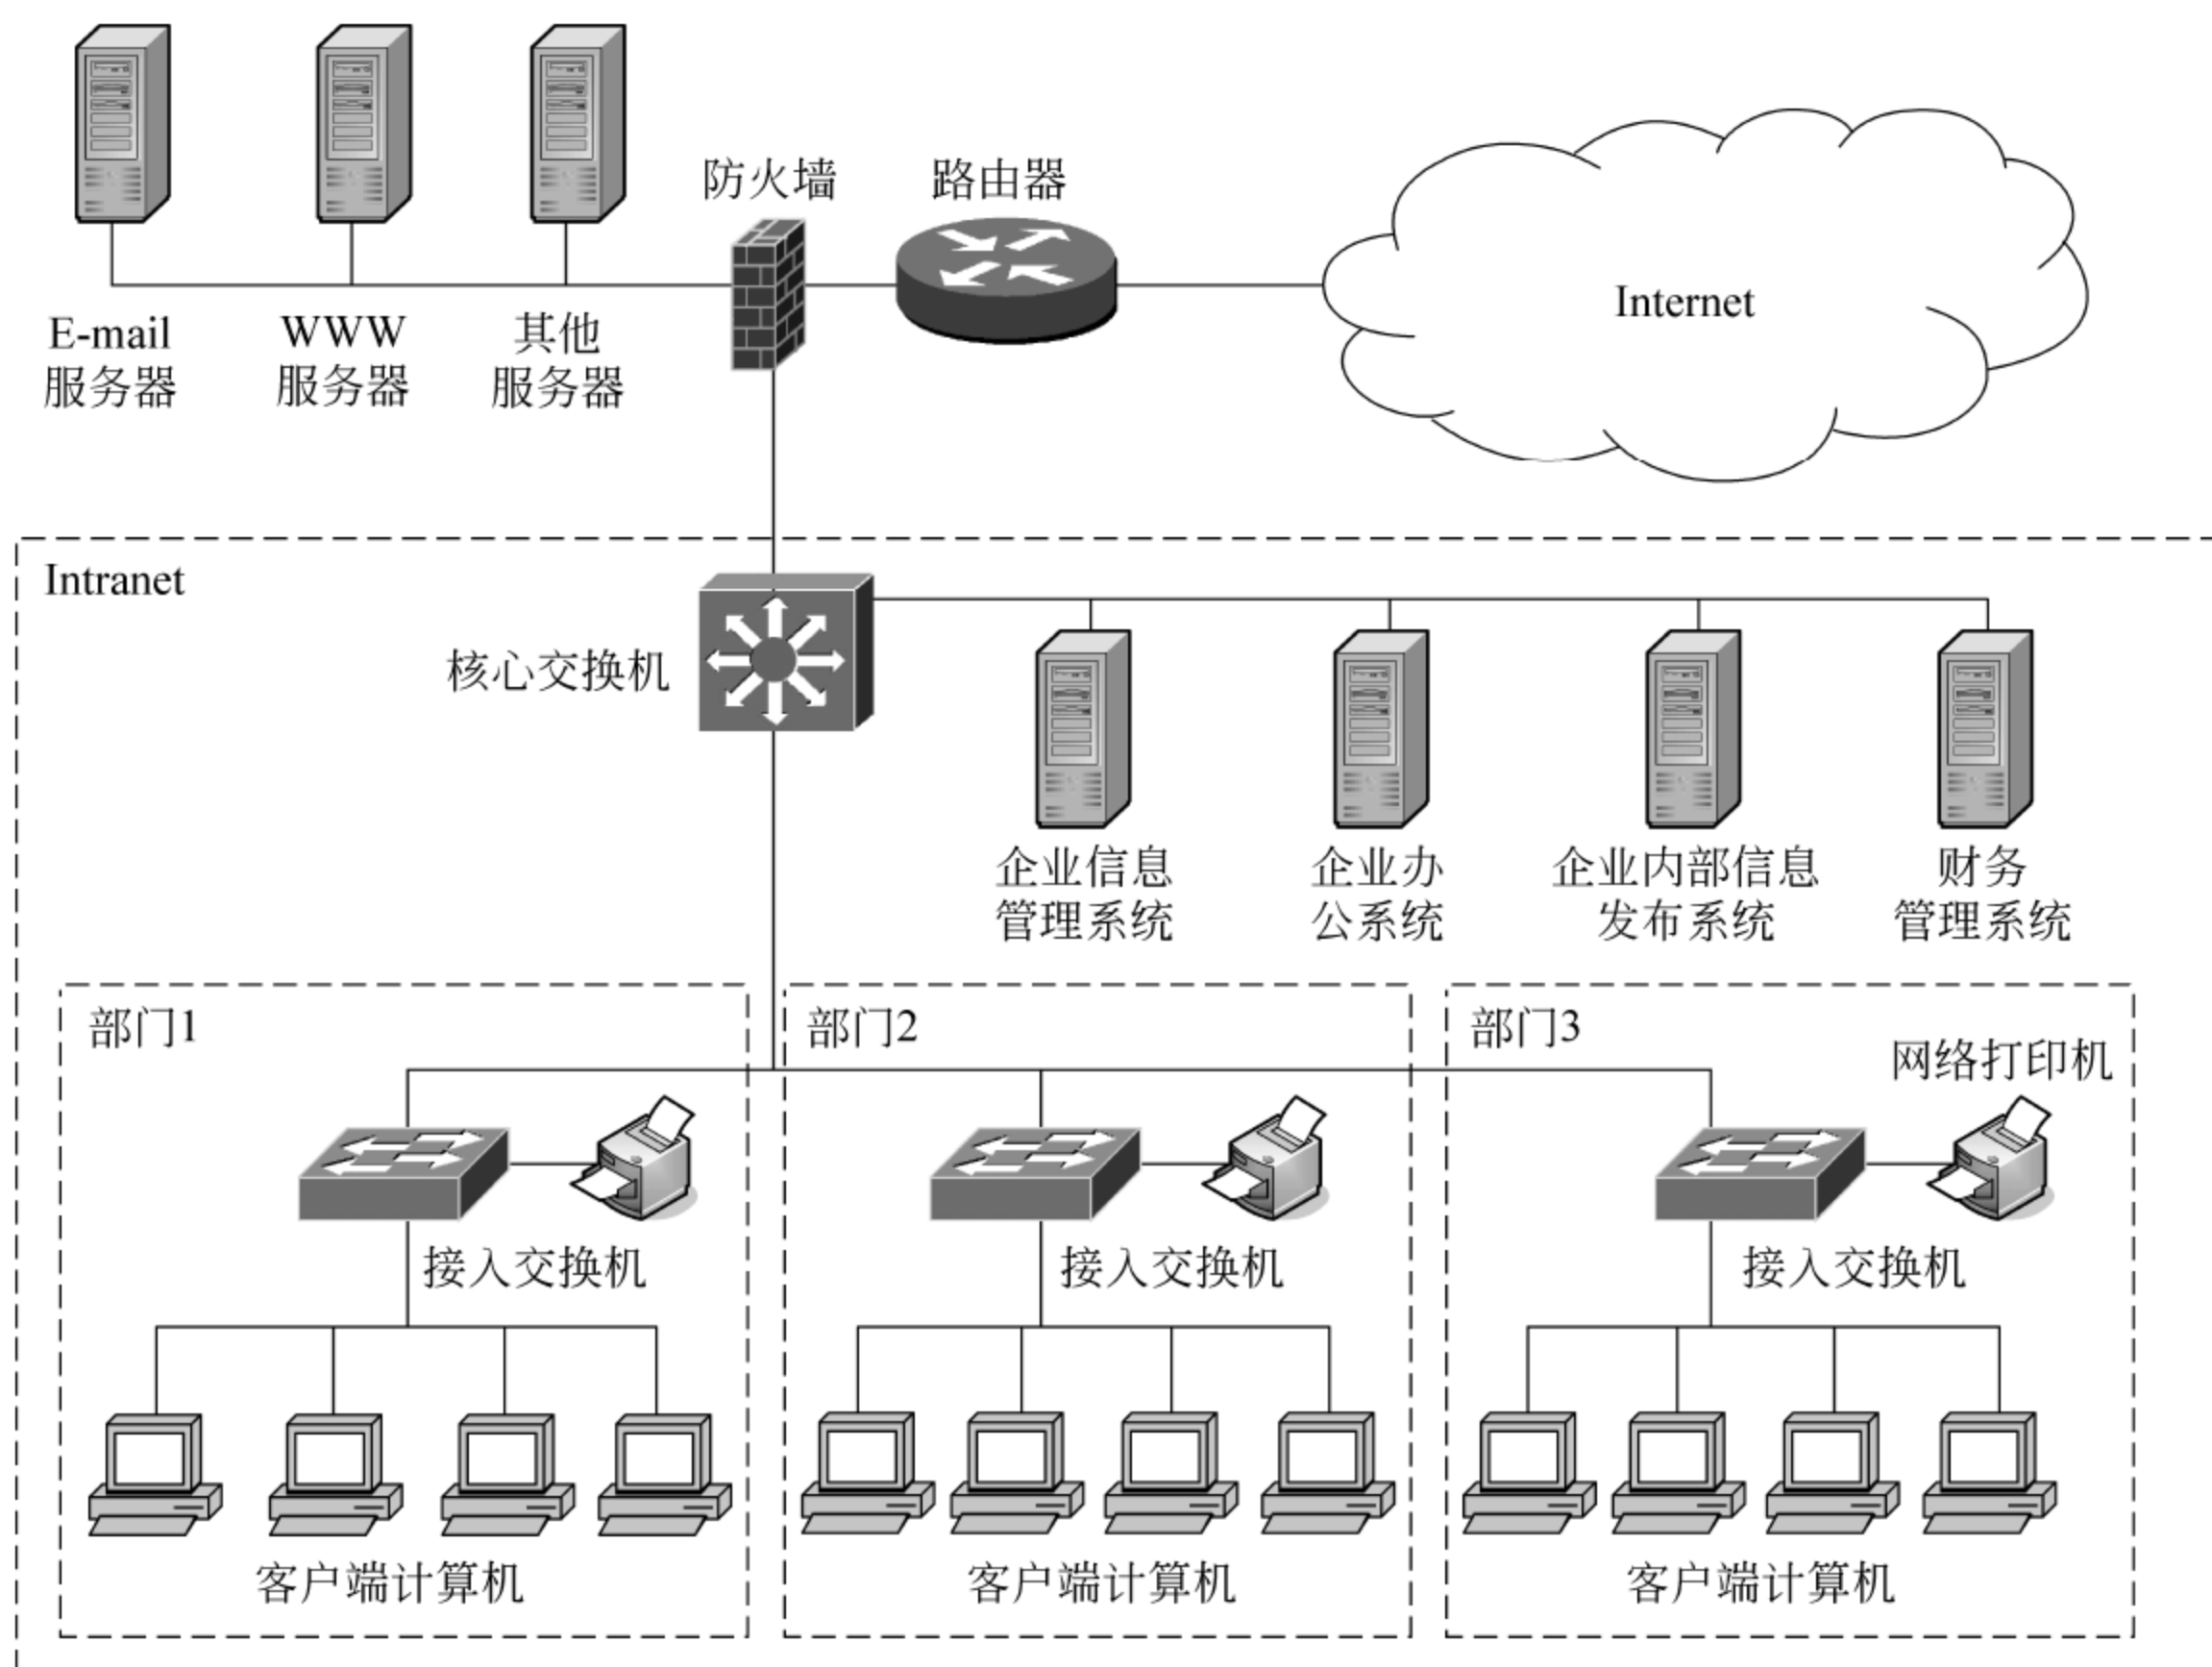 防火墙
路由器
Internet
E-mail
服务器
WWW
服务器
其他
服务器
Intranet
核心交换机
企业信息
管理系统
企业办
公系统
企业内部信息
发布系统
财务
管理系统
部门1
部门2
部门3
网络打印机
接入交换机
接入交换机
接入交换机
客户端计算机
客户端计算机
客户端计算机